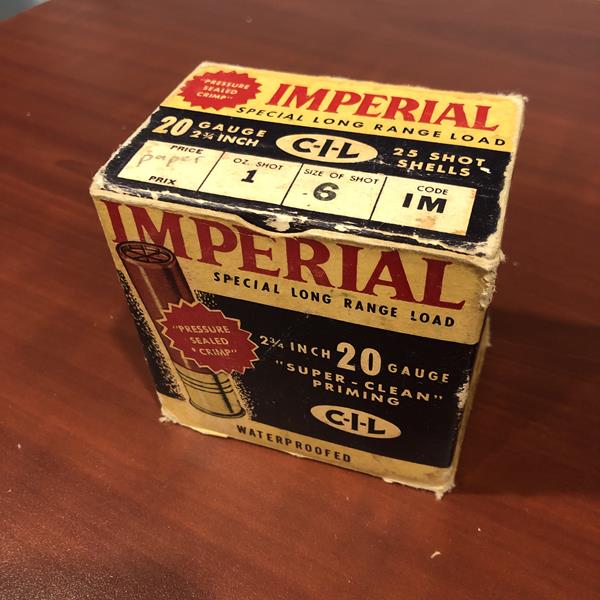 "PRESSURE
SEALED
CRIMP"
IMPERIAL
SPECIAL LONG RANGE LOAD
20 GAUGE
2¾ INCH
C-I-L
25 SHOT
SHELLS
PRICE
paper
PRIX
OZ. SHOT
1
SIZE OF SHOT
6
CODE
1M
IMPERIAL
SPECIAL LONG RANGE LOAD
"PRESSURE
SEALED
CRIMP"
2¾ INCH 20 GAUGE
"SUPER-CLEAN"
PRIMING
C-I-L
WATERPROOFED